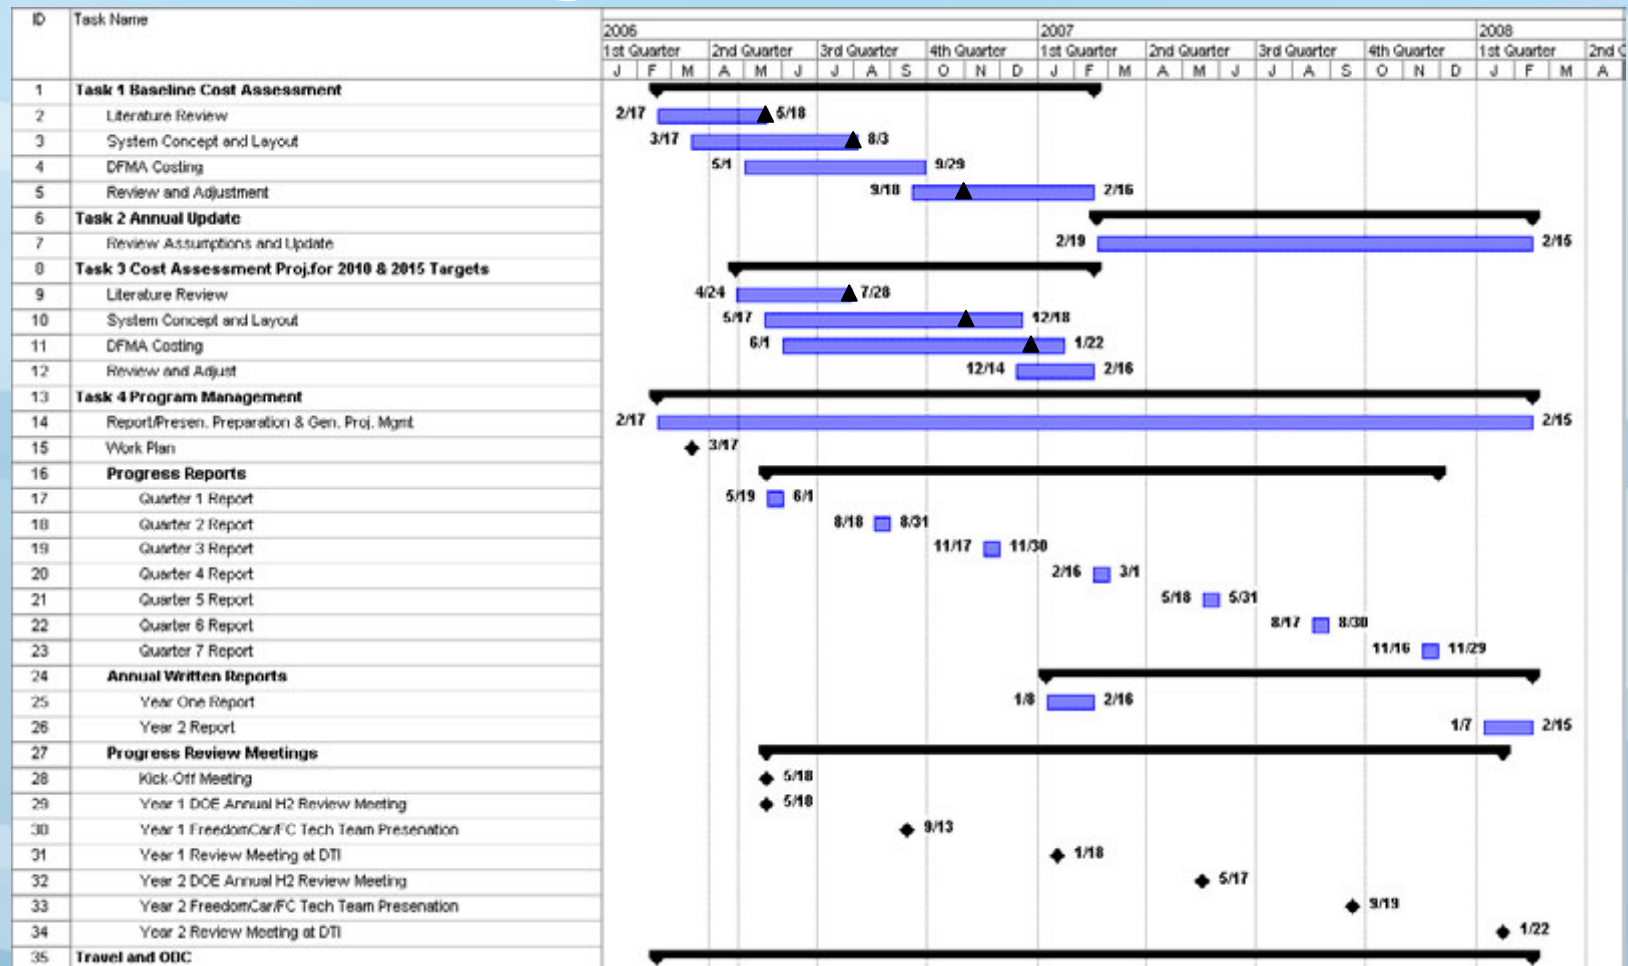 ID Task Name
2006 2007 2008
1st Quarter 2nd Quarter 3rd Quarter 4th Quarter 1st Quarter 2nd Quarter 3rd Quarter 4th Quarter 1st Quarter 2nd Q
J F M A M J J A S O N D J F M A M J J A S O N D J F M A
1 Task 1 Baseline Cost Assessment
2 Literature Review 2/17 5/18
3 System Concept and Layout 3/17 8/3
4 DFMA Costing 5/1 9/29
5 Review and Adjustment 9/18 2/16
6 Task 2 Annual Update
7 Review Assumptions and Update 2/19 2/15
8 Task 3 Cost Assessment Proj.for 2010 & 2015 Targets
9 Literature Review 4/24 7/28
10 System Concept and Layout 5/17 12/18
11 DFMA Costing 6/1 1/22
12 Review and Adjust 12/14 2/16
13 Task 4 Program Management
14 Report/Presen. Preparation & Gen. Proj. Mgmt 2/17 2/15
15 Work Plan 3/17
16 Progress Reports
17 Quarter 1 Report 5/19 6/1
18 Quarter 2 Report 8/18 8/31
19 Quarter 3 Report 11/17 11/30
20 Quarter 4 Report 2/16 3/1
21 Quarter 5 Report 5/18 5/31
22 Quarter 6 Report 8/17 8/30
23 Quarter 7 Report 11/16 11/29
24 Annual Written Reports
25 Year One Report 1/8 2/16
26 Year 2 Report 1/7 2/15
27 Progress Review Meetings
28 Kick-Off Meeting 5/18
29 Year 1 DOE Annual H2 Review Meeting 5/18
30 Year 1 FreedomCar/FC Tech Team Presenation 9/13
31 Year 1 Review Meeting at DTI 1/18
32 Year 2 DOE Annual H2 Review Meeting 5/17
33 Year 2 FreedomCar/FC Tech Team Presenation 9/19
34 Year 2 Review Meeting at DTI 1/22
35 Travel and ODC